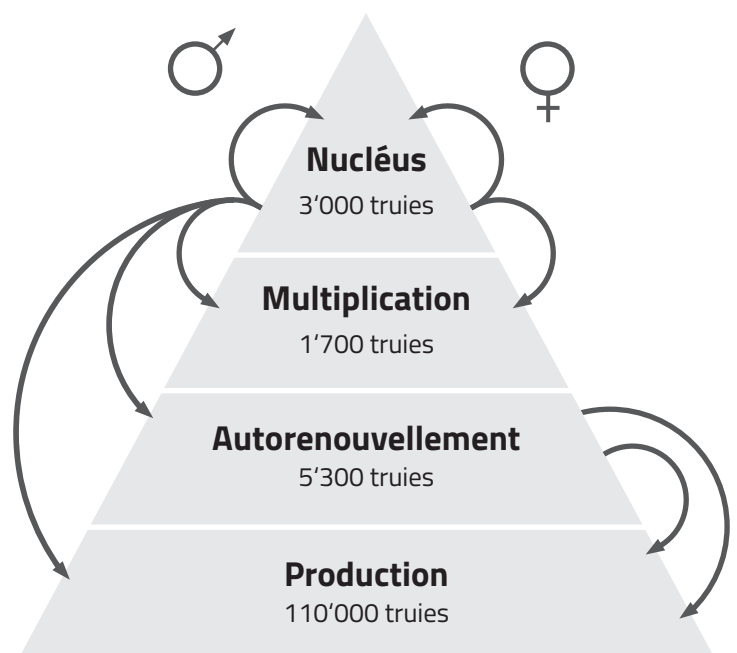 Nucléus
3‘000 truies
Multiplication
1‘700 truies
Autorenouvellement
5‘300 truies
Production
110‘000 truies